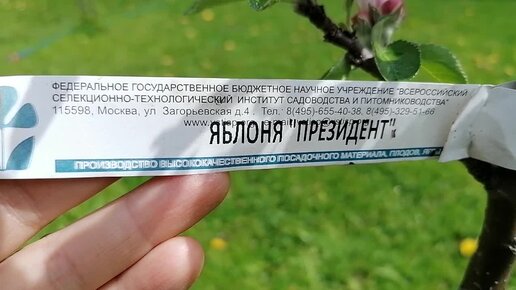 ФЕДЕРАЛЬНОЕ ГОСУДАРСТВЕННОЕ БЮДЖЕТНОЕ НАУЧНОЕ УЧРЕЖДЕНИЕ "ВСЕРОССИЙСКИЙ
СЕЛЕКЦИОННО-ТЕХНОЛОГИЧЕСКИЙ ИНСТИТУТ САДОВОДСТВА И ПИТОМНИКОВОДСТВА"
115598, Москва, ул Загорьевская д.4, Тел. 8(495)-655-40-38, 8(495)-329-51-66
ЯБЛОНЯ "ПРЕЗИДЕНТ".
ПРОИЗВОДСТВО ВЫСОКОКАЧЕСТВЕННОГО ПОСАДОЧНОГО МАТЕРИАЛА, ПЛОДОВ,